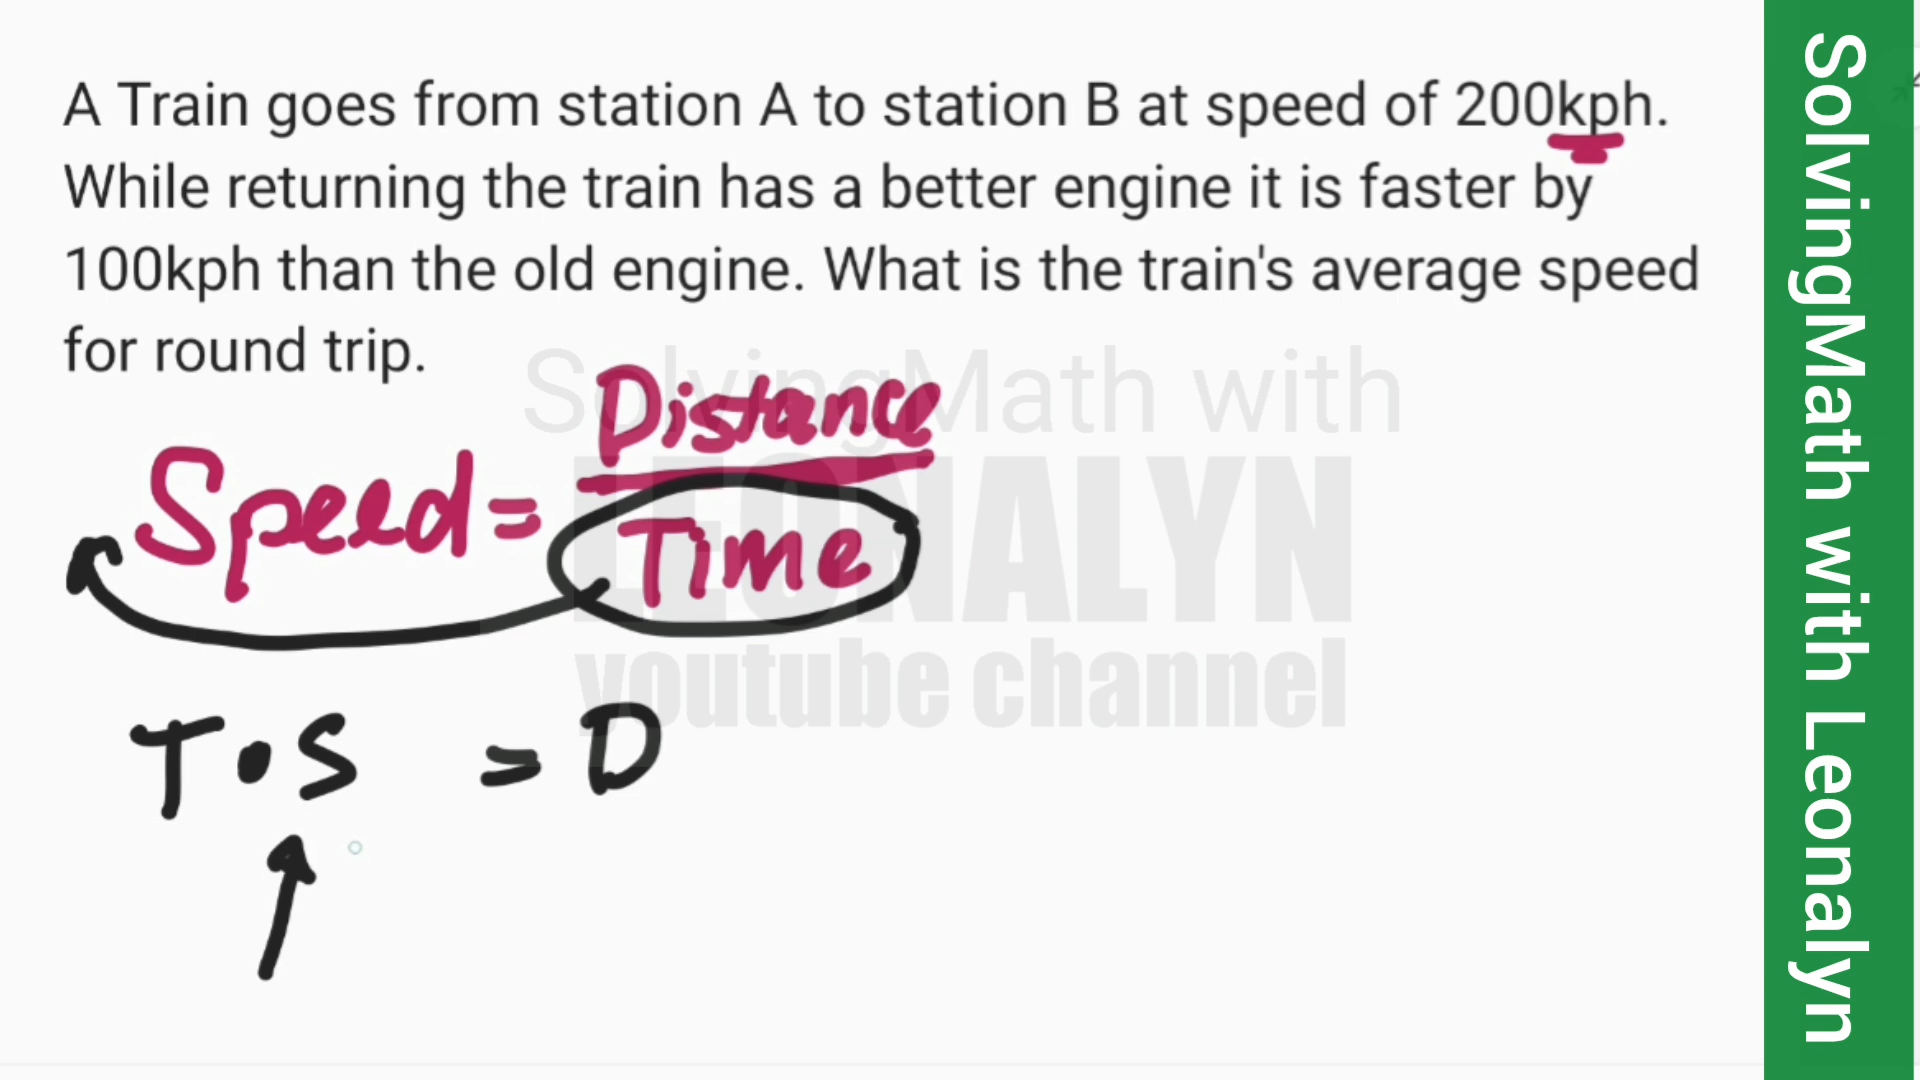 A Train goes from station A to station B at speed of 200kph.
While returning the train has a better engine it is faster by
100kph than the old engine. What is the train's average speed
for round trip.
SolvingMath with
LEONALYN
youtube channel
Speed = Distance
Time
T • S = D
SolvingMath with Leonalyn